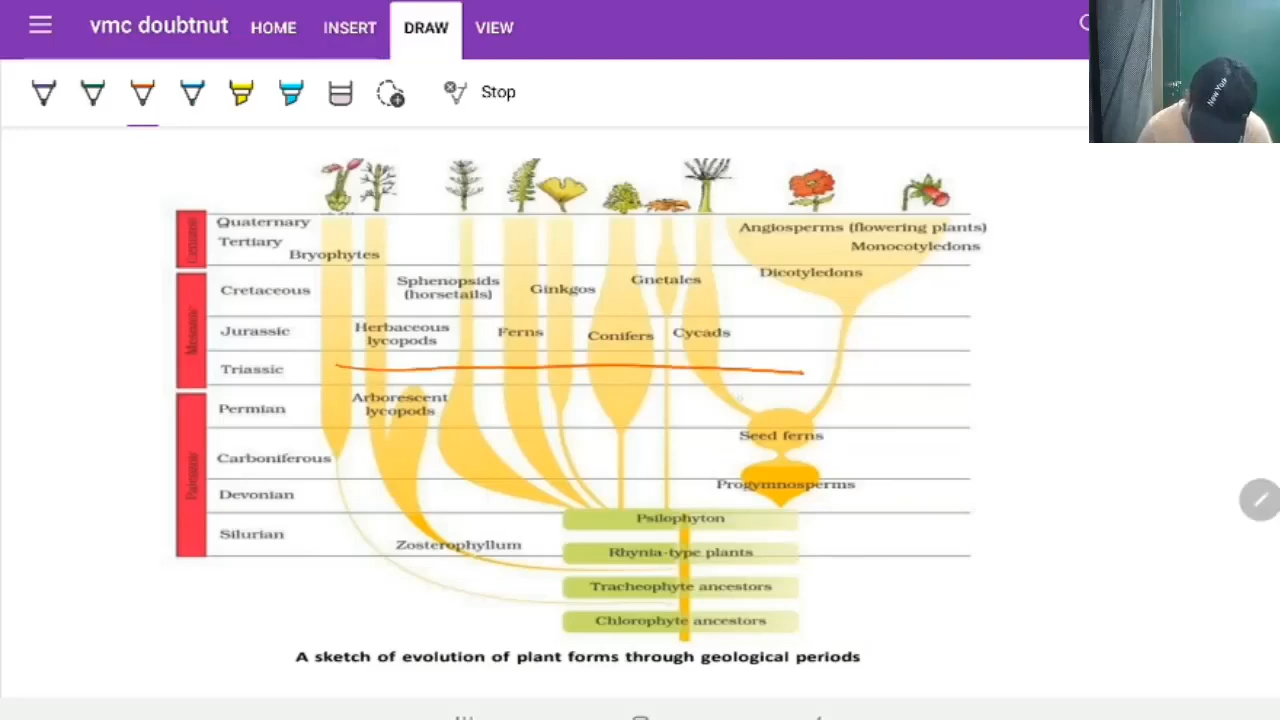 vmc doubtnut HOME INSERT DRAW VIEW
Stop
New York
Quaternary
Tertiary
Bryophytes
Angiosperms (flowering plants)
Monocotyledons
Dicotyledons
Cretaceous
Sphenopsids
(horsetails)
Ginkgos
Gnetales
Jurassic
Herbaceous
lycopods
Ferns
Conifers
Cycads
Triassic
Permian
Arborescent
lycopods
Seed ferns
Carboniferous
Devonian
Progymnosperms
Silurian
Zosterophyllum
Psilophyton
Rhynia-type plants
Tracheophyte ancestors
Chlorophyte ancestors
A sketch of evolution of plant forms through geological periods